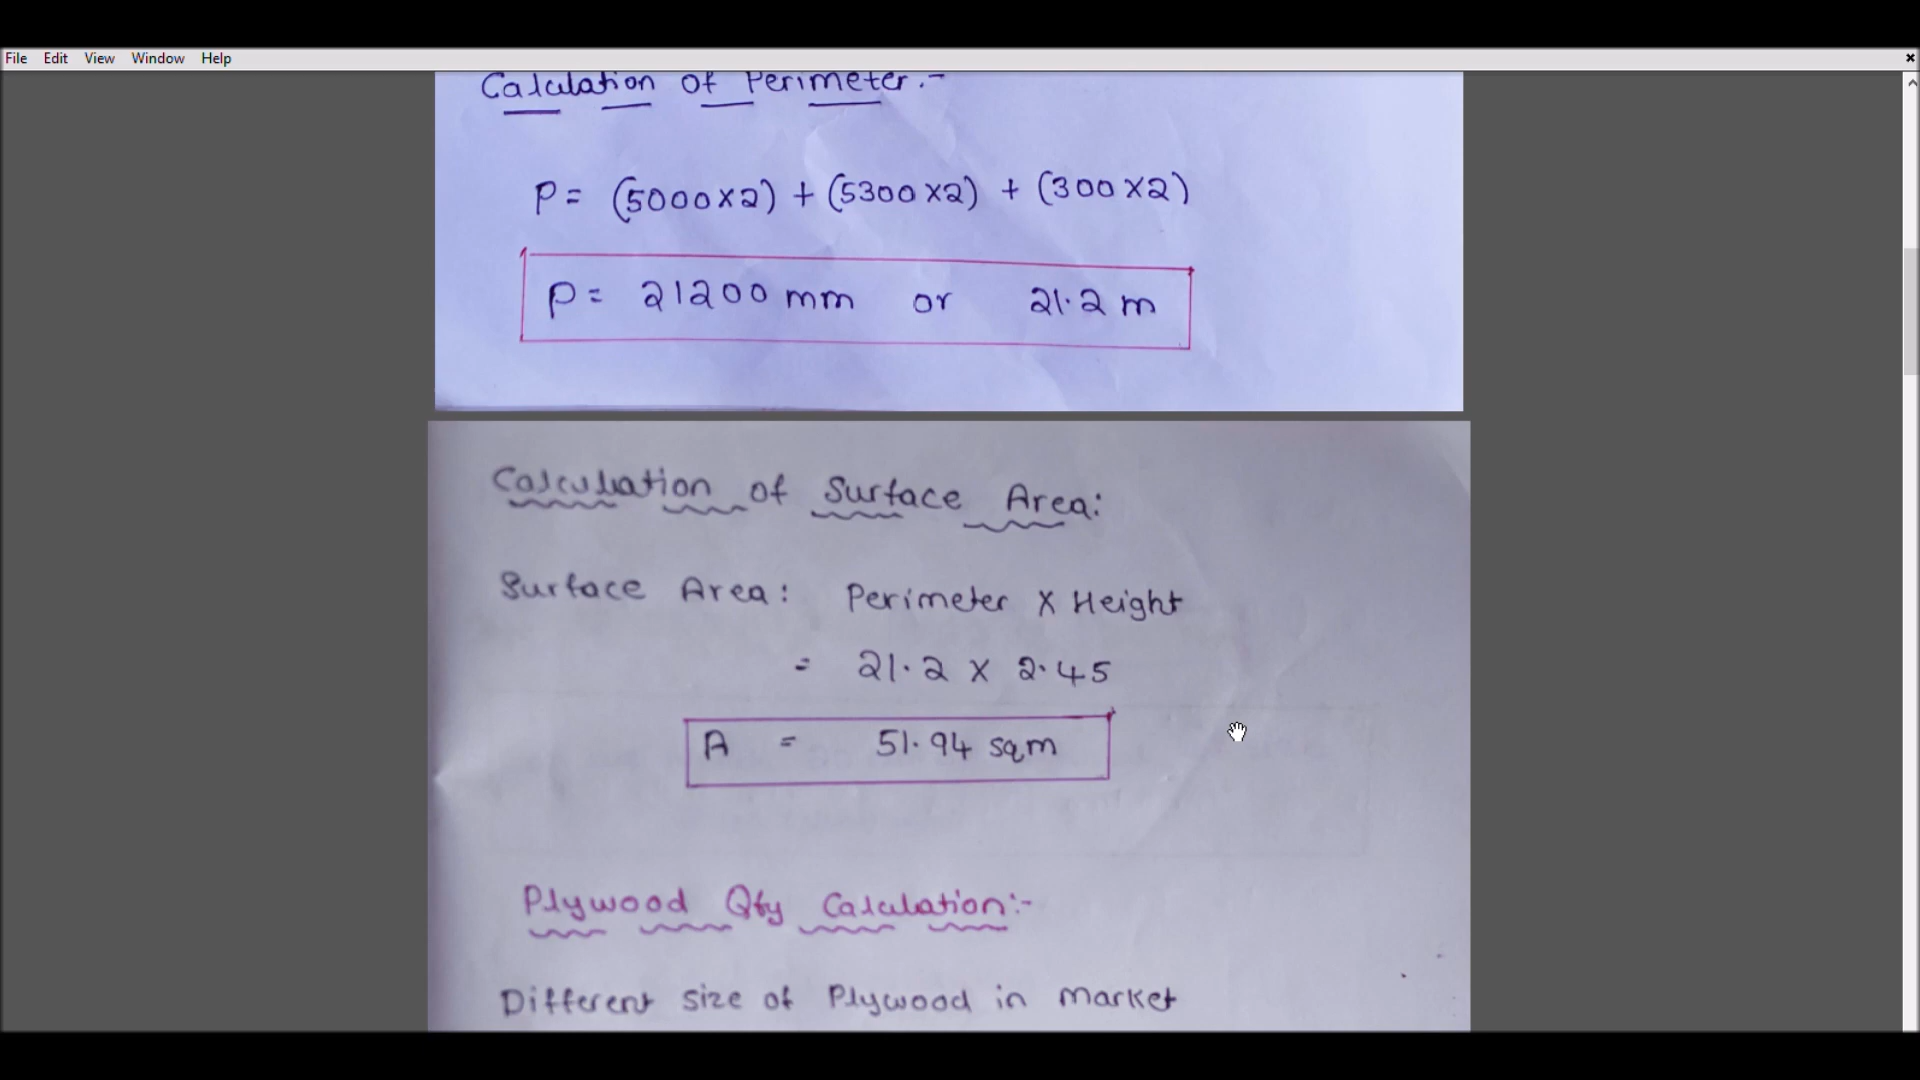 File Edit View Window Help
Calculation of Perimeter:-
P = (5000x2) + (5300x2) + (300x2)
P = 21200 mm or 21.2 m
Calculation of Surface Area:
Surface Area: Perimeter x Height
= 21.2 x 2.45
A = 51.94 sqm
Plywood Qty Calculation:-
Different size of Plywood in market